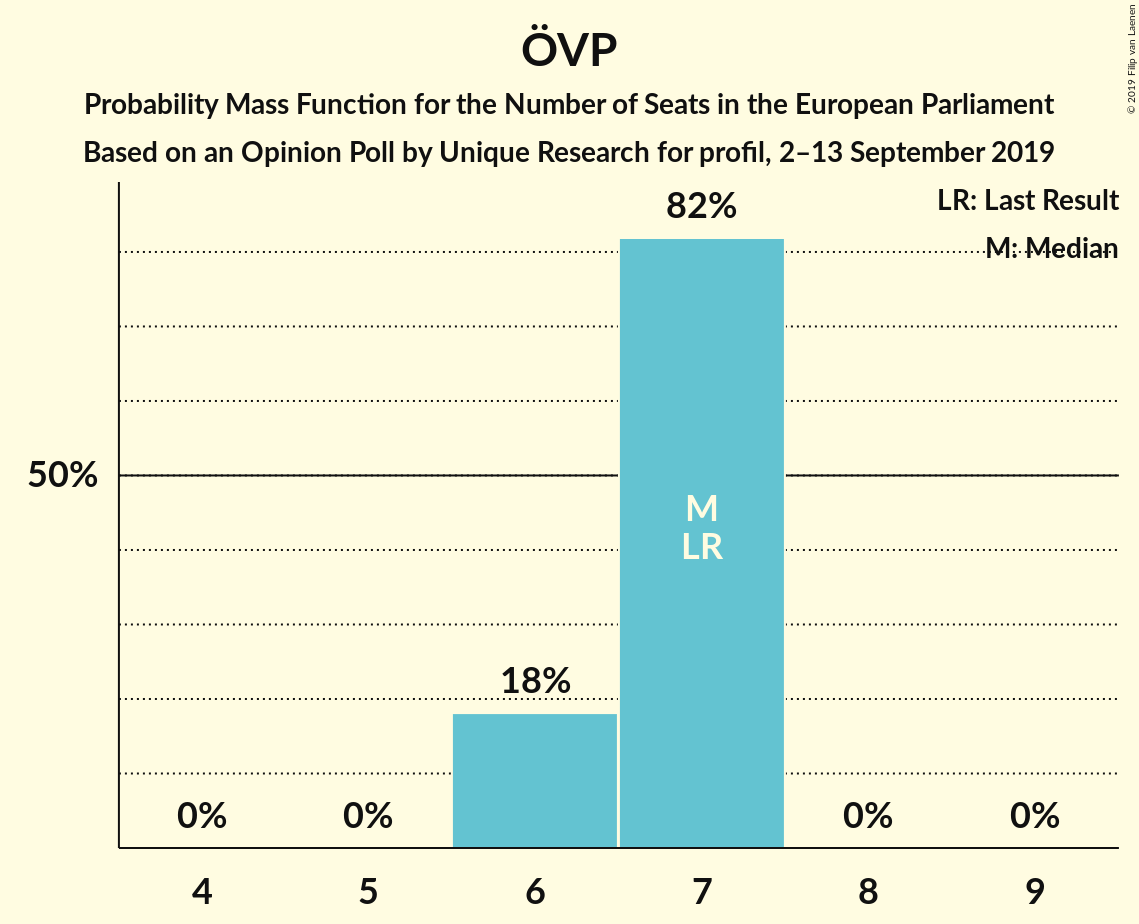 ÖVP
Probability Mass Function for the Number of Seats in the European Parliament
Based on an Opinion Poll by Unique Research for profil, 2–13 September 2019
© 2019 Filip van Laenen
LR: Last Result
M: Median
82%
50%
M
LR
18%
0% 0% 0% 0%
4 5 6 7 8 9